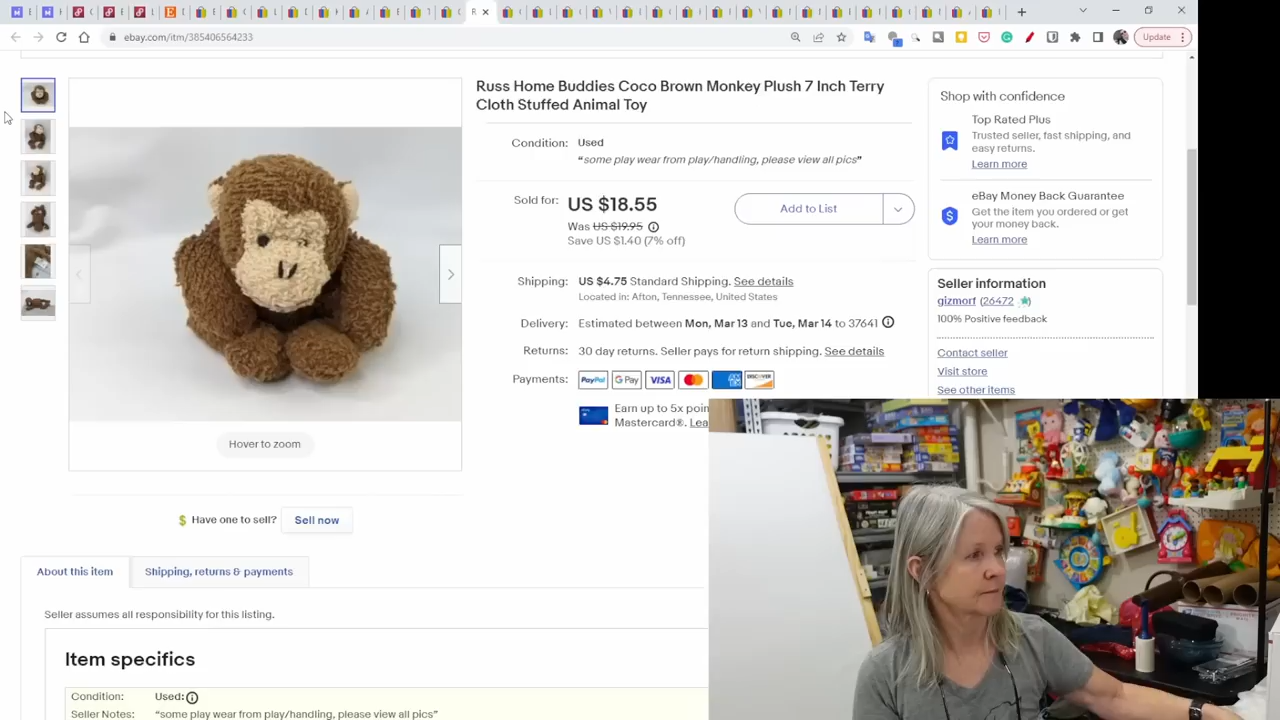 Update
ebay.com/itm/385406564233
Russ Home Buddies Coco Brown Monkey Plush 7 Inch Terry
Cloth Stuffed Animal Toy
Condition: Used
“some play wear from play/handling, please view all pics”
Sold for: US $18.55
Add to List
Was US $19.95
Save US $1.40 (7% off)
Shipping: US $4.75 Standard Shipping. See details
Located in: Afton, Tennessee, United States
Delivery: Estimated between Mon, Mar 13 and Tue, Mar 14 to 37641
Returns: 30 day returns. Seller pays for return shipping. See details
Payments: PayPal G Pay VISA DISCOVER
Earn up to 5x poin
Mastercard®. Lea
Hover to zoom
Have one to sell? Sell now
Shop with confidence
Top Rated Plus
Trusted seller, fast shipping, and
easy returns.
Learn more
eBay Money Back Guarantee
Get the item you ordered or get
your money back.
Learn more
Seller information
gizmorf (26472
100% Positive feedback
Contact seller
Visit store
See other items
About this item
Shipping, returns & payments
Seller assumes all responsibility for this listing.
Item specifics
Condition: Used:
Seller Notes: “some play wear from play/handling, please view all pics”